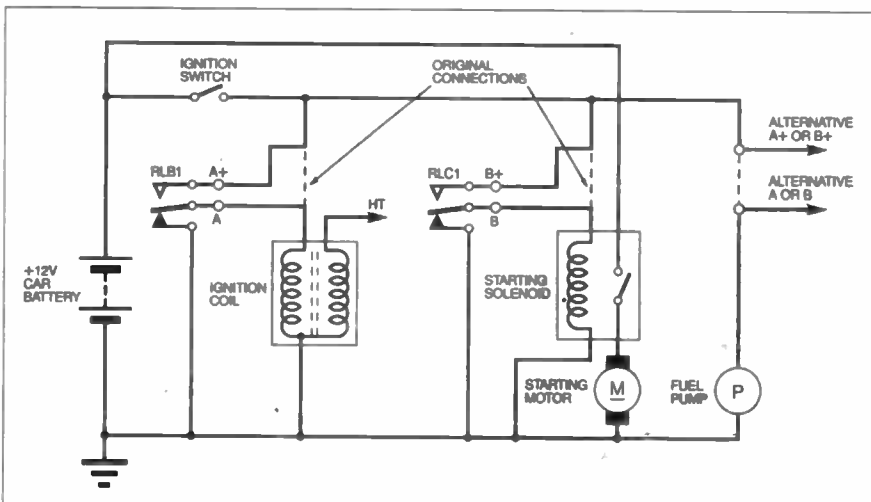 IGNITION
SWITCH
ORIGINAL
CONNECTIONS
ALTERNATIVE
A+ OR B+
RLB1
A+
RLC1
B+
ALTERNATIVE
A OR B
A
HT
B
+12V
CAR
BATTERY
IGNITION
COIL
STARTING
SOLENOID
STARTING
MOTOR
M
FUEL
PUMP
P